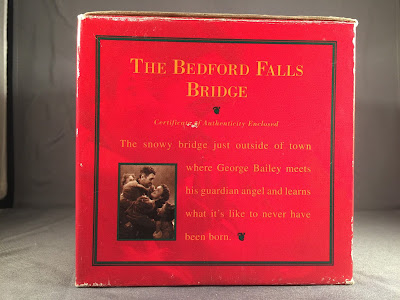 THE BEDFORD FALLS
BRIDGE
Certificate of Authenticity Enclosed
The snowy bridge just outside of town
where George Bailey meets
his guardian angel and learns
what it's like to never have
been born.